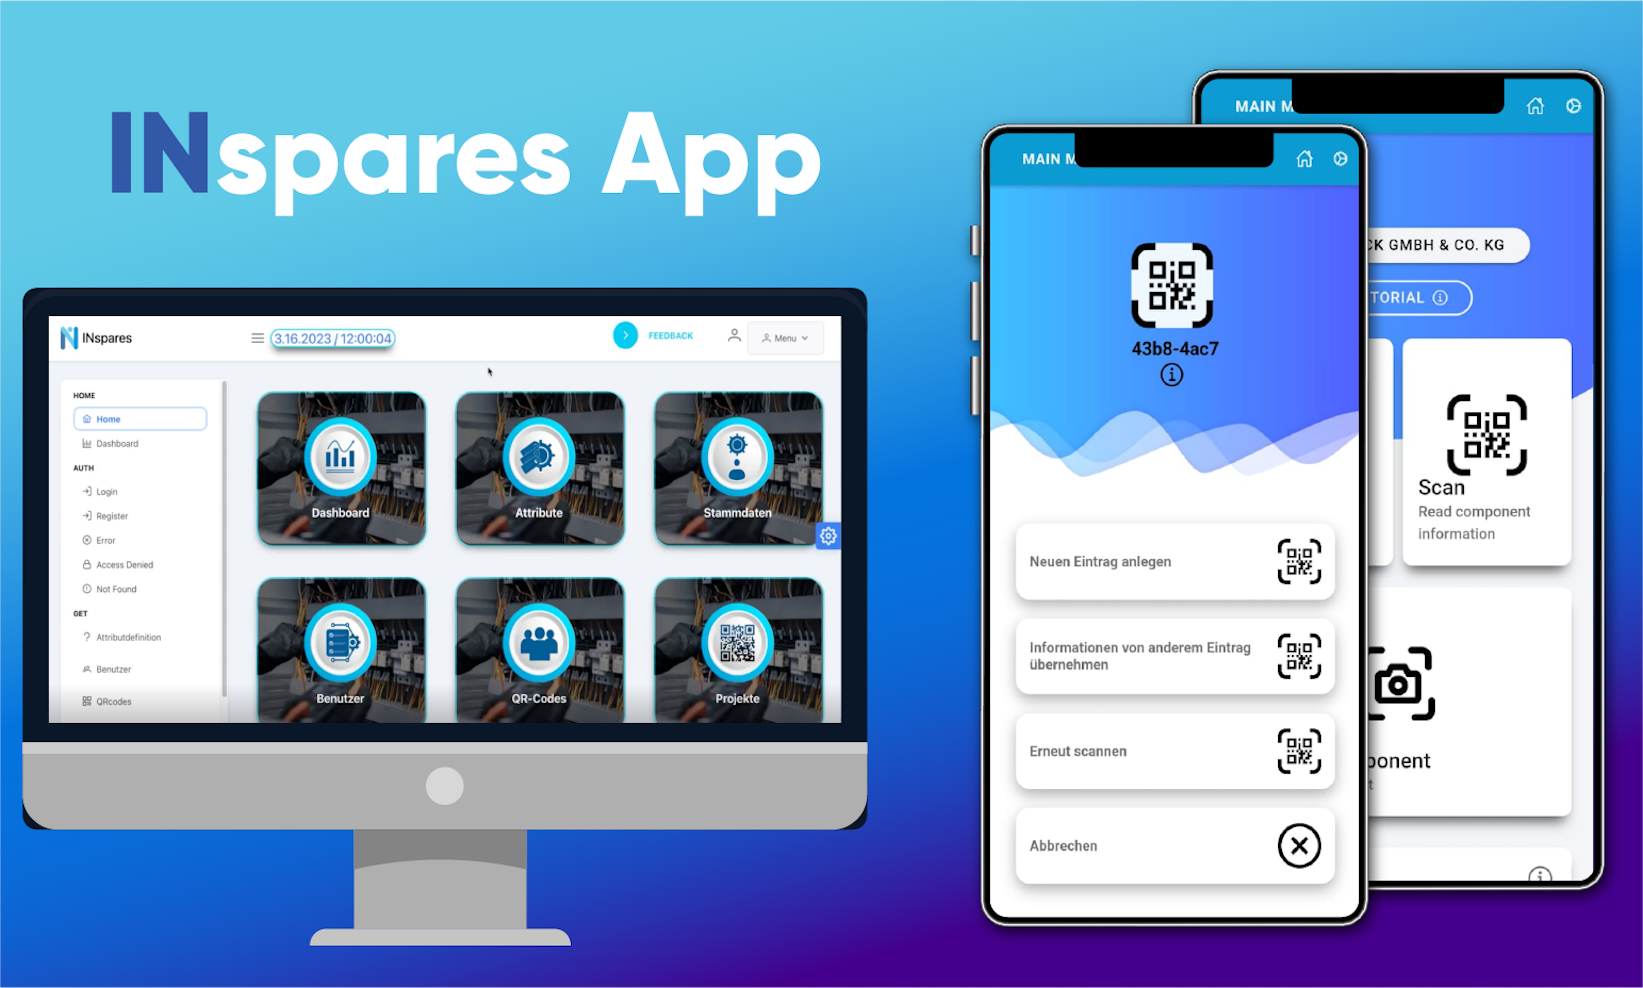 INspares App
INspares
3.16.2023 / 12:00:04
FEEDBACK
Menu
HOME
Home
Dashboard
AUTH
Login
Register
Error
Access Denied
Not Found
GET
Attributdefinition
Benutzer
QRcodes
Dashboard
Attribute
Stammdaten
Benutzer
QR-Codes
Projekte
MAIN M
43b8-4ac7
Neuen Eintrag anlegen
Informationen von anderem Eintrag
übernehmen
Erneut scannen
Abbrechen
MAIN M
CK GMBH & CO. KG
TORIAL
Scan
Read component
information
ponent
t